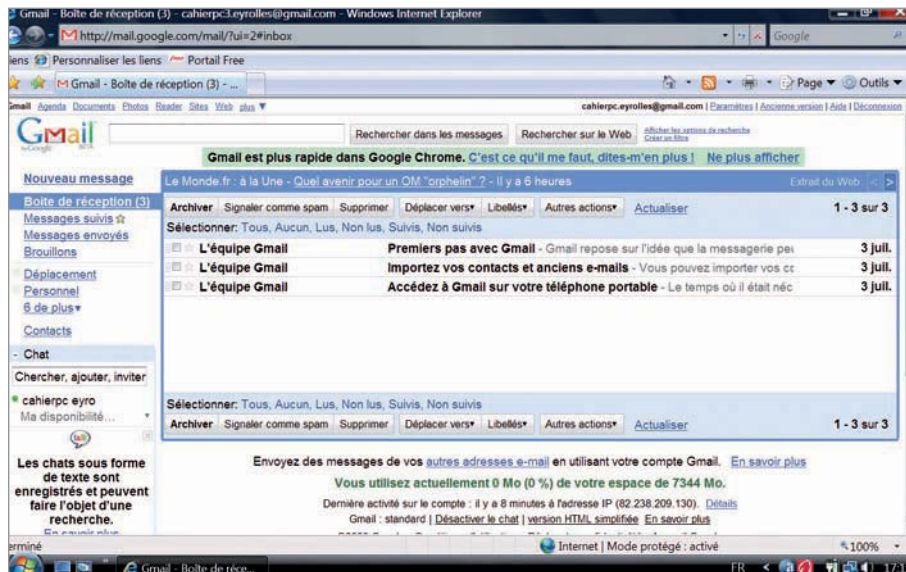 Gmail - Boîte de réception (3) - cahierpc3.eyrolles@gmail.com - Windows Internet Explorer
http://mail.google.com/mail/?ui=2#inbox
Google
iens Personnaliser les liens Portail Free
Gmail - Boîte de réception (3) - ...
Page Outils
Gmail Agenda Documents Photos Reader Sites Web plus
cahierpc.eyrolles@gmail.com | Paramètres | Ancienne version | Aide | Déconnexion
Gmail
by Google BETA
Rechercher dans les messages Rechercher sur le Web
Afficher les options de recherche
Créer un filtre
Gmail est plus rapide dans Google Chrome. C'est ce qu'il me faut, dites-m'en plus ! Ne plus afficher
Nouveau message
Boîte de réception (3)
Messages suivis
Messages envoyés
Brouillons
Déplacement
Personnel
6 de plus
Contacts
- Chat
Chercher, ajouter, inviter
cahierpc eyro
Ma disponibilité...
talk
Les chats sous forme
de texte sont
enregistrés et peuvent
faire l'objet d'une
recherche.
En savoir plus
Le Monde.fr : à la Une - Quel avenir pour un OM "orphelin" ? - Il y a 6 heures
Extrait du Web < >
Archiver Signaler comme spam Supprimer Déplacer vers Libellés Autres actions Actualiser 1 - 3 sur 3
Sélectionner: Tous, Aucun, Lus, Non lus, Suivis, Non suivis
L'équipe Gmail Premiers pas avec Gmail - Gmail repose sur l'idée que la messagerie peu 3 juil.
L'équipe Gmail Importez vos contacts et anciens e-mails - Vous pouvez importer vos cc 3 juil.
L'équipe Gmail Accédez à Gmail sur votre téléphone portable - Le temps où il était néc 3 juil.
Sélectionner: Tous, Aucun, Lus, Non lus, Suivis, Non suivis
Archiver Signaler comme spam Supprimer Déplacer vers Libellés Autres actions Actualiser 1 - 3 sur 3
Envoyez des messages de vos autres adresses e-mail en utilisant votre compte Gmail. En savoir plus
Vous utilisez actuellement 0 Mo (0 %) de votre espace de 7344 Mo.
Dernière activité sur le compte : il y a 8 minutes à l'adresse IP (82.238.209.130). Détails
Gmail : standard | Désactiver le chat | version HTML simplifiée En savoir plus
erminé
Internet | Mode protégé : activé
100%
Gmail - Boîte de réce...
FR < 17:1